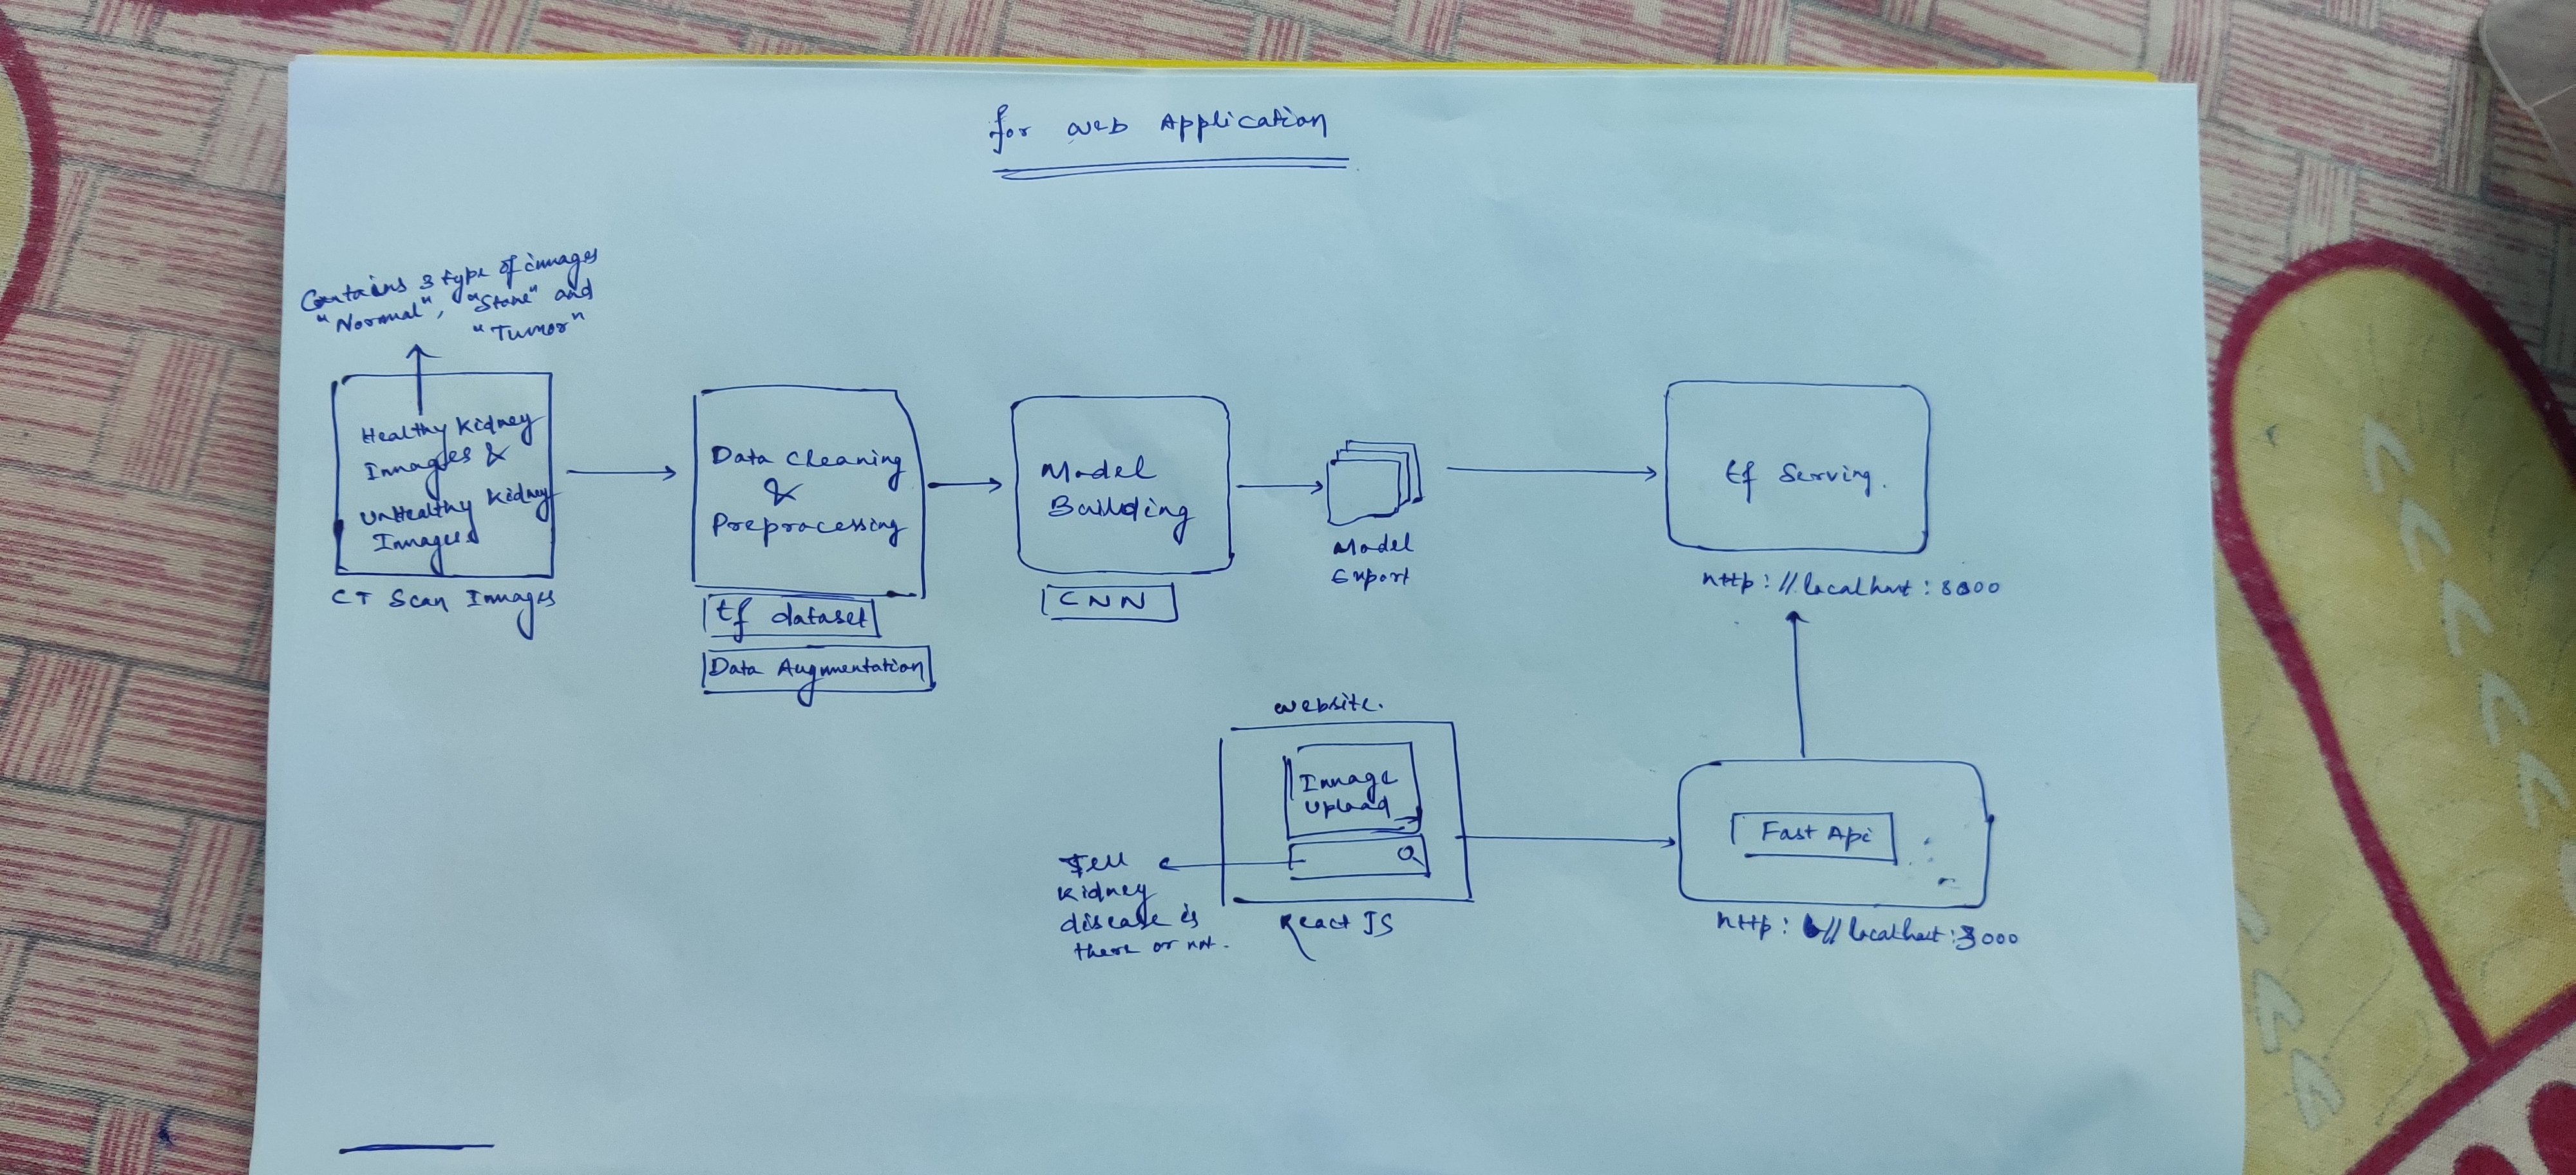 for web Application
Contains 3 type of images
"Normal", "Stone" and
"Tumor"
Healthy Kidney
Images &
UnHealthy Kidney
Images
CT Scan Images
Data Cleaning
&
Preprocessing
tf dataset
Data Augmentation
Model
Building
CNN
Model
Export
tf Serving.
http://localhost:8000
website.
Image
Upload
Tell
Kidney
disease is
there or not.
React JS
Fast Api
http://localhost:3000